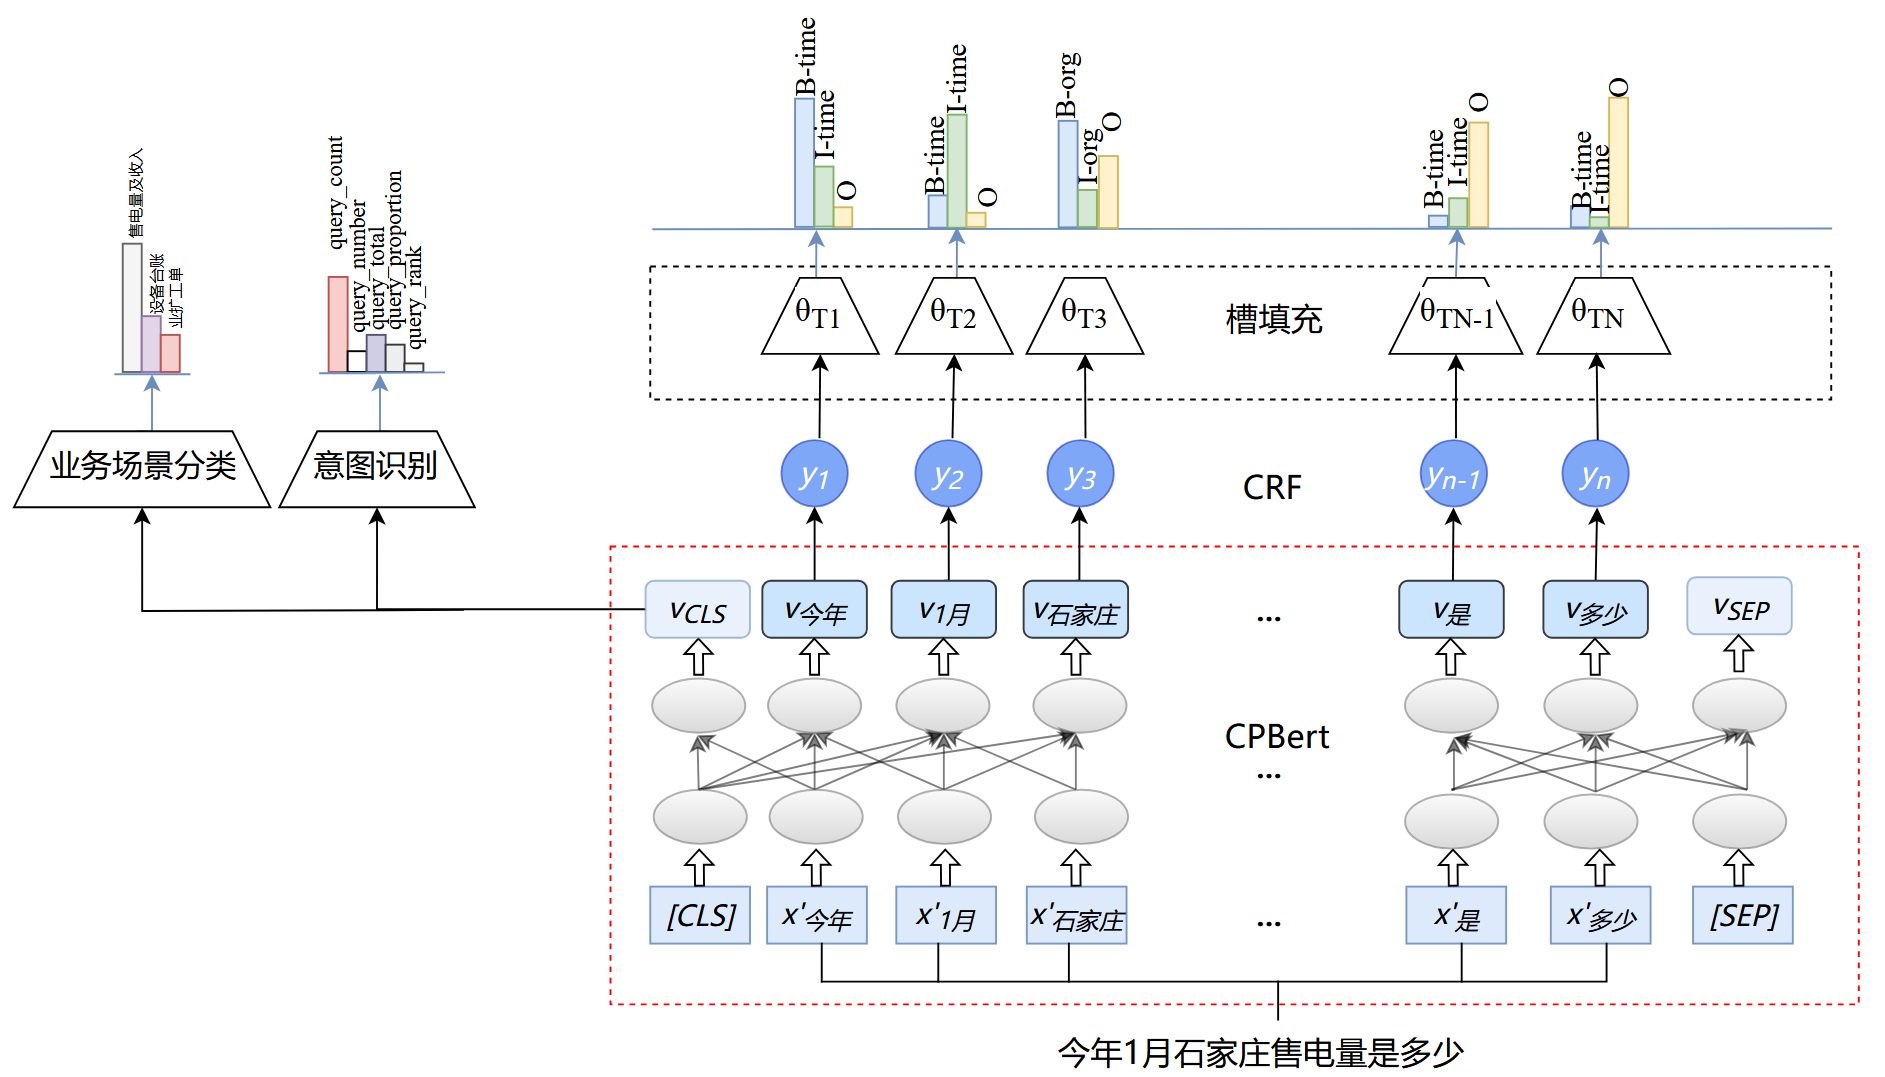 售电量及收入
设备台账
业扩工单
query_count
query_number
query_total
query_proportion
query_rank
B-time
I-time
O
B-time
I-time
O
B-org
I-org
O
B-time
I-time
O
B-time
I-time
O
θT1
θT2
θT3
槽填充
θTN-1
θTN
业务场景分类
意图识别
y1
y2
y3
CRF
yn-1
yn
vCLS
v今年
v1月
v石家庄
...
v是
v多少
vSEP
CPBert
...
[CLS]
x'今年
x'1月
x'石家庄
...
x'是
x'多少
[SEP]
今年1月石家庄售电量是多少